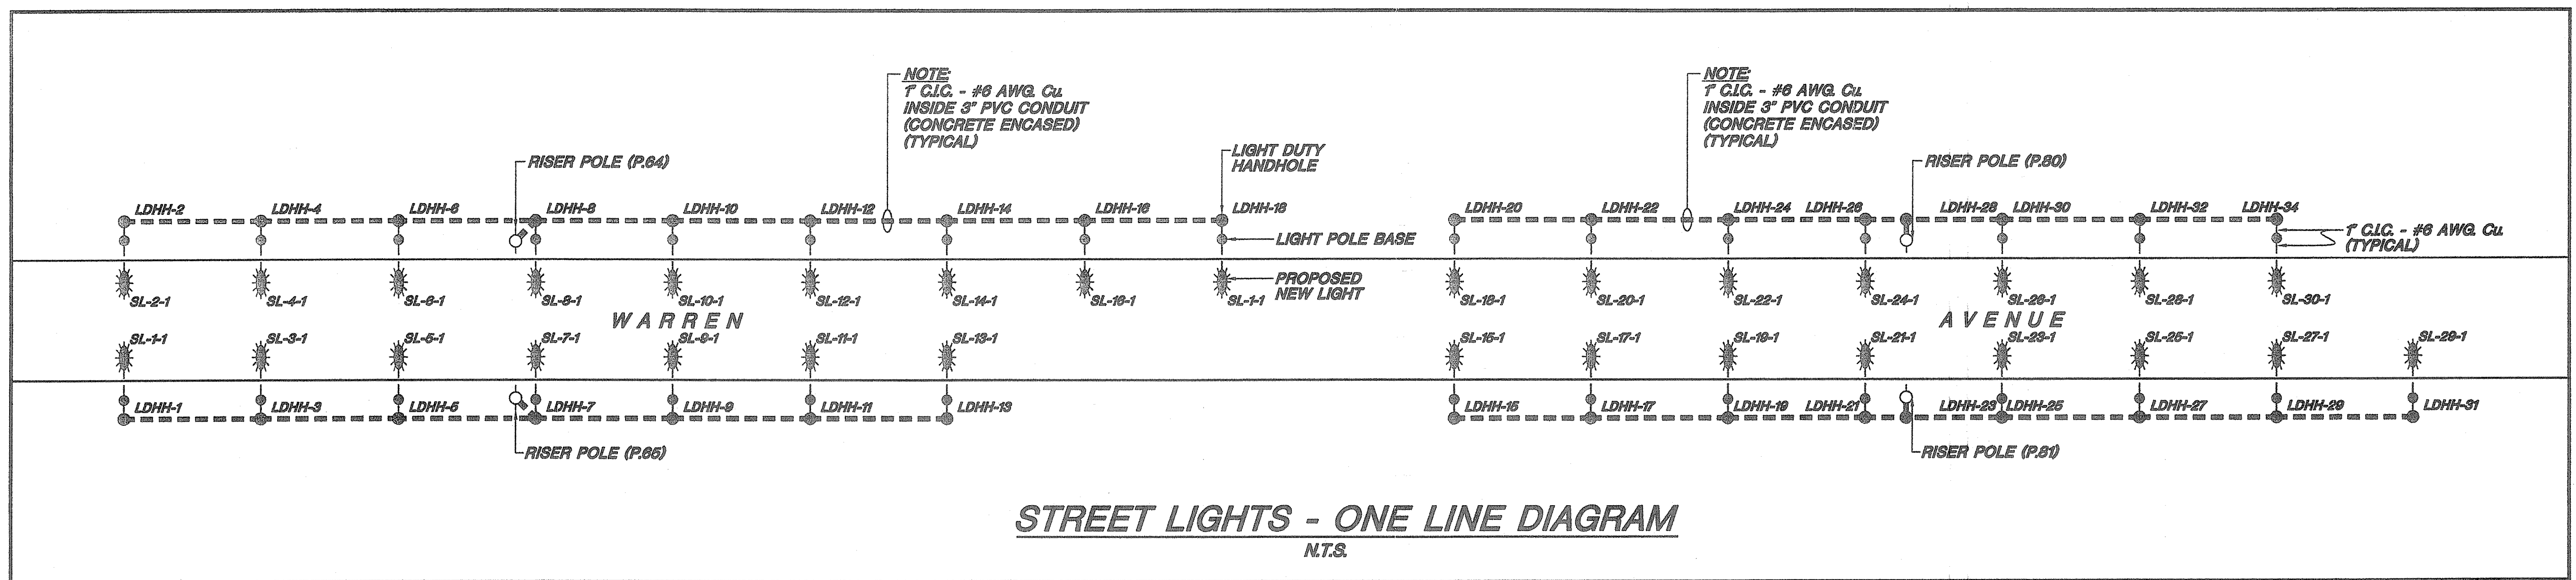 NOTE:
1" C.I.C. - #6 AWG. Cu.
INSIDE 3" PVC CONDUIT
(CONCRETE ENCASED)
(TYPICAL)
NOTE:
1" C.I.C. - #6 AWG. Cu.
INSIDE 3" PVC CONDUIT
(CONCRETE ENCASED)
(TYPICAL)
RISER POLE (P.64)
LIGHT DUTY
HANDHOLE
RISER POLE (P.80)
LDHH-2
LDHH-4
LDHH-6
LDHH-8
LDHH-10
LDHH-12
LDHH-14
LDHH-16
LDHH-18
LDHH-20
LDHH-22
LDHH-24
LDHH-26
LDHH-28
LDHH-30
LDHH-32
LDHH-34
LIGHT POLE BASE
1" C.I.C. - #6 AWG. Cu.
(TYPICAL)
PROPOSED
NEW LIGHT
SL-2-1
SL-4-1
SL-6-1
SL-8-1
SL-10-1
SL-12-1
SL-14-1
SL-16-1
SL-1-1
SL-18-1
SL-20-1
SL-22-1
SL-24-1
SL-26-1
SL-28-1
SL-30-1
WARREN
AVENUE
SL-1-1
SL-3-1
SL-5-1
SL-7-1
SL-9-1
SL-11-1
SL-13-1
SL-15-1
SL-17-1
SL-19-1
SL-21-1
SL-23-1
SL-25-1
SL-27-1
SL-29-1
LDHH-1
LDHH-3
LDHH-5
LDHH-7
LDHH-9
LDHH-11
LDHH-13
LDHH-15
LDHH-17
LDHH-19
LDHH-21
LDHH-23
LDHH-25
LDHH-27
LDHH-29
LDHH-31
RISER POLE (P.65)
RISER POLE (P.81)
STREET LIGHTS - ONE LINE DIAGRAM
N.T.S.